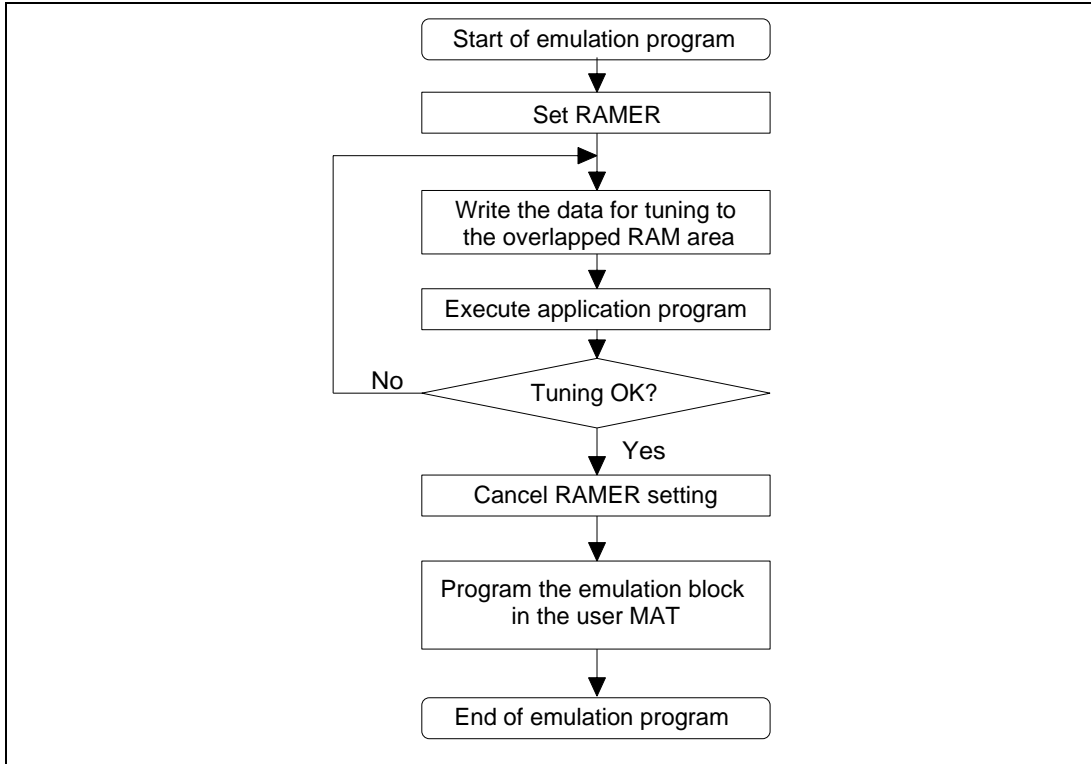 Start of emulation program
Set RAMER
Write the data for tuning to
the overlapped RAM area
Execute application program
Tuning OK?
No
Yes
Cancel RAMER setting
Program the emulation block
in the user MAT
End of emulation program